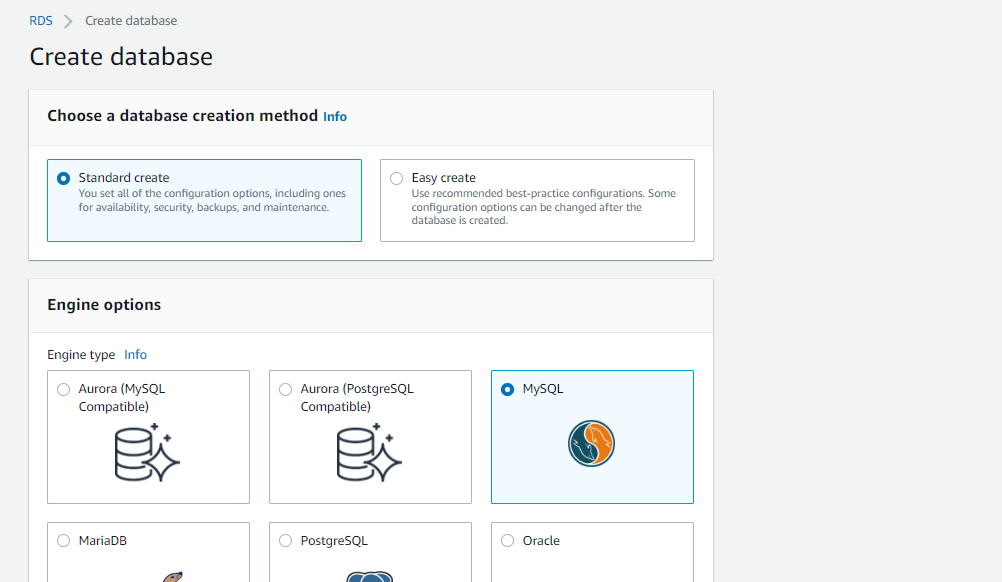 RDS > Create database
Create database
Choose a database creation method Info
Standard create
You set all of the configuration options, including ones
for availability, security, backups, and maintenance.
Easy create
Use recommended best-practice configurations. Some
configuration options can be changed after the
database is created.
Engine options
Engine type Info
Aurora (MySQL
Compatible)
Aurora (PostgreSQL
Compatible)
MySQL
MariaDB
PostgreSQL
Oracle